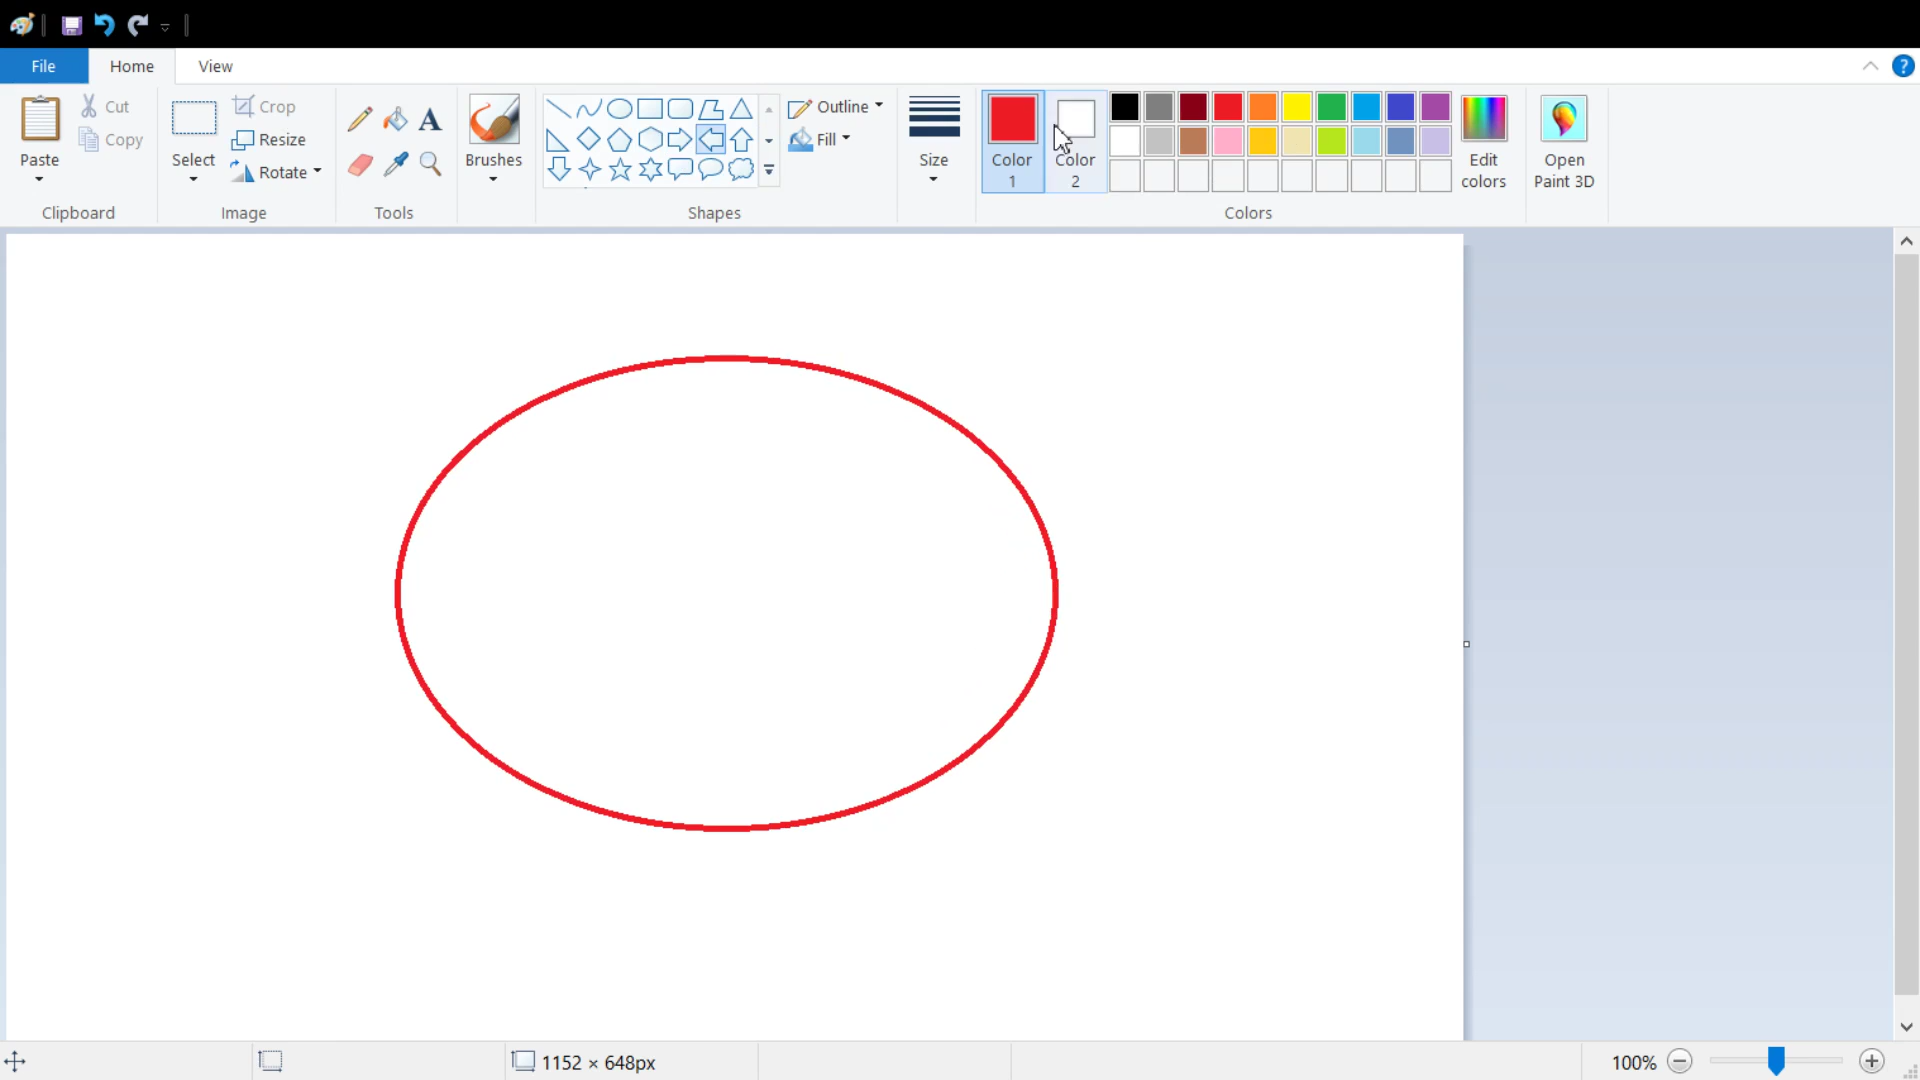 File Home View ?
Paste Cut Copy
Clipboard
Select Crop Resize Rotate
Image
A
Tools
Brushes
Outline
Fill
Shapes
Size
Color 1
Color 2
Colors
Edit colors
Open Paint 3D
1152 × 648px
100%